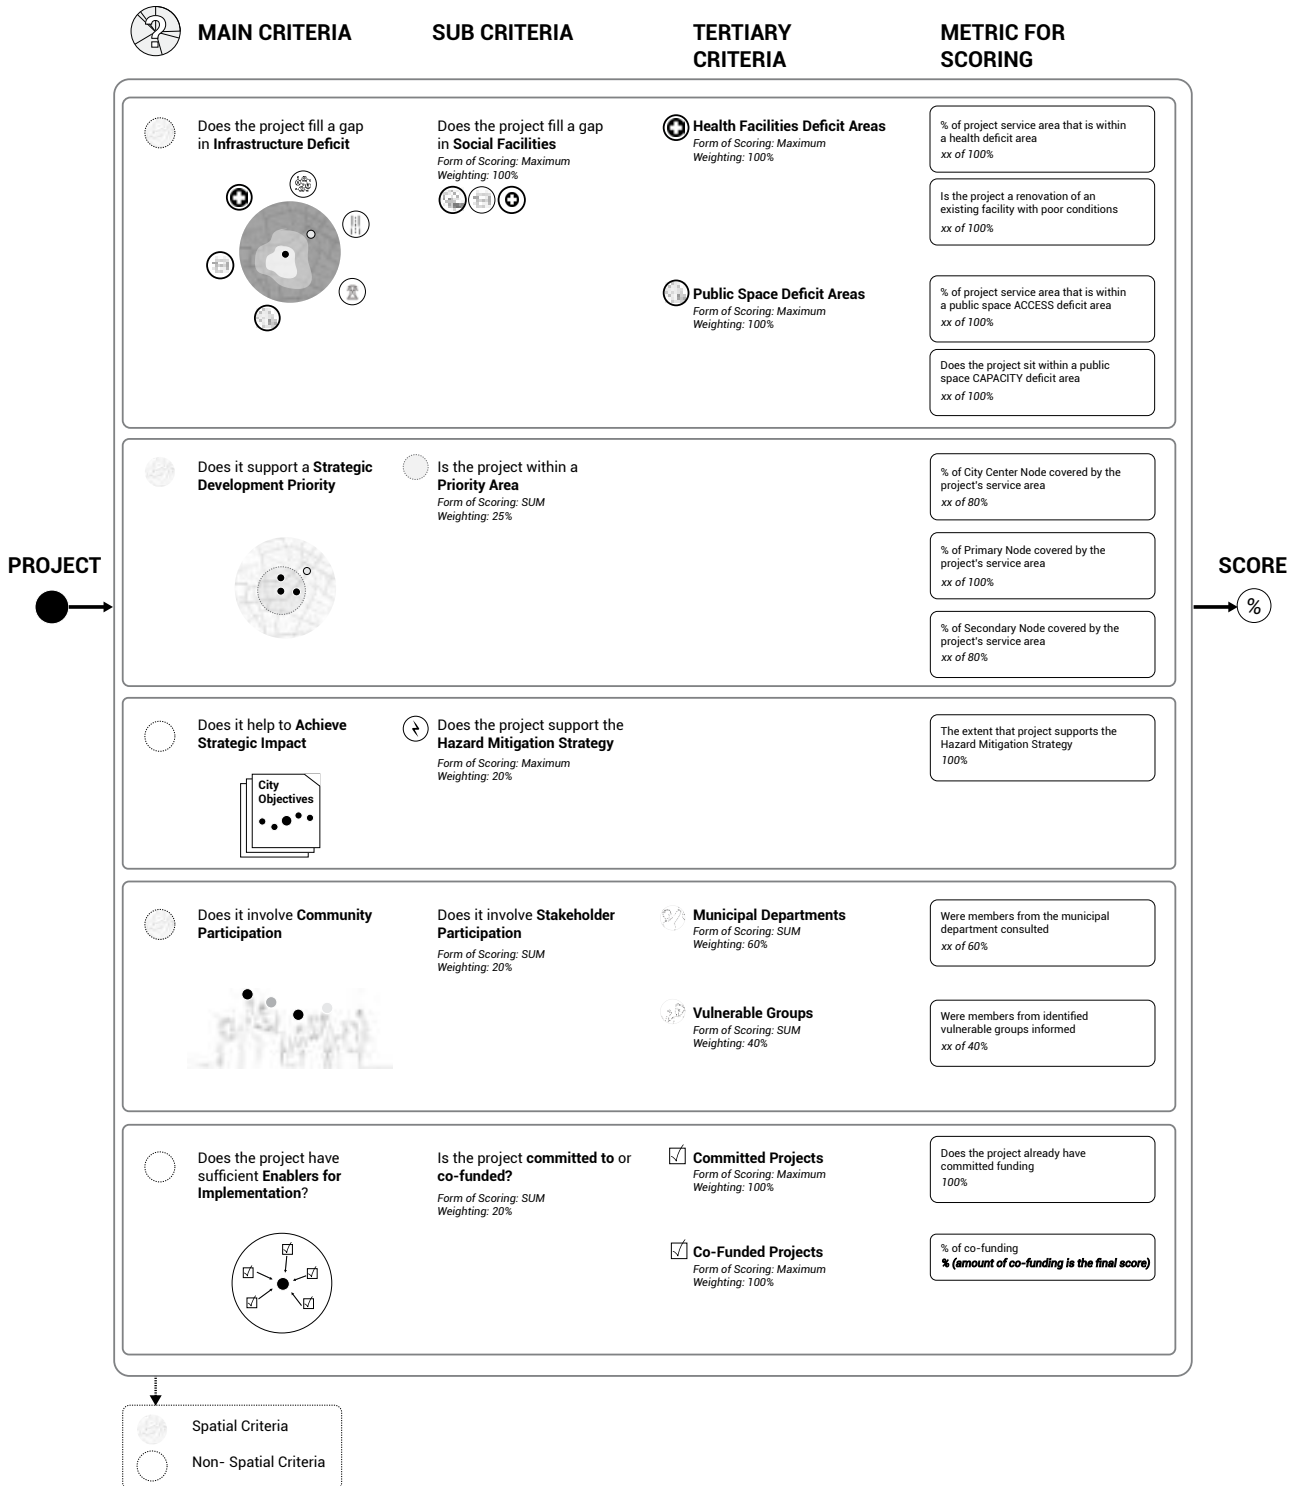 MAIN CRITERIA
SUB CRITERIA
TERTIARY
CRITERIA
METRIC FOR
SCORING
Does the project fill a gap
in Infrastructure Deficit
Does the project fill a gap
in Social Facilities
Form of Scoring: Maximum
Weighting: 100%
Health Facilities Deficit Areas
Form of Scoring: Maximum
Weighting: 100%
% of project service area that is within
a health deficit area
xx of 100%
Is the project a renovation of an
existing facility with poor conditions
xx of 100%
Public Space Deficit Areas
Form of Scoring: Maximum
Weighting: 100%
% of project service area that is within
a public space ACCESS deficit area
xx of 100%
Does the project sit within a public
space CAPACITY deficit area
xx of 100%
Does it support a Strategic
Development Priority
Is the project within a
Priority Area
Form of Scoring: SUM
Weighting: 25%
% of City Center Node covered by the
project's service area
xx of 80%
% of Primary Node covered by the
project's service area
xx of 100%
% of Secondary Node covered by the
project's service area
xx of 80%
PROJECT
SCORE
%
Does it help to Achieve
Strategic Impact
City
Objectives
Does the project support the
Hazard Mitigation Strategy
Form of Scoring: Maximum
Weighting: 20%
The extent that project supports the
Hazard Mitigation Strategy
100%
Does it involve Community
Participation
Does it involve Stakeholder
Participation
Form of Scoring: SUM
Weighting: 20%
Municipal Departments
Form of Scoring: SUM
Weighting: 60%
Were members from the municipal
department consulted
xx of 60%
Vulnerable Groups
Form of Scoring: SUM
Weighting: 40%
Were members from identified
vulnerable groups informed
xx of 40%
Does the project have
sufficient Enablers for
Implementation?
Is the project committed to or
co-funded?
Form of Scoring: SUM
Weighting: 20%
Committed Projects
Form of Scoring: Maximum
Weighting: 100%
Does the project already have
committed funding
100%
Co-Funded Projects
Form of Scoring: Maximum
Weighting: 100%
% of co-funding
% (amount of co-funding is the final score)
Spatial Criteria
Non- Spatial Criteria